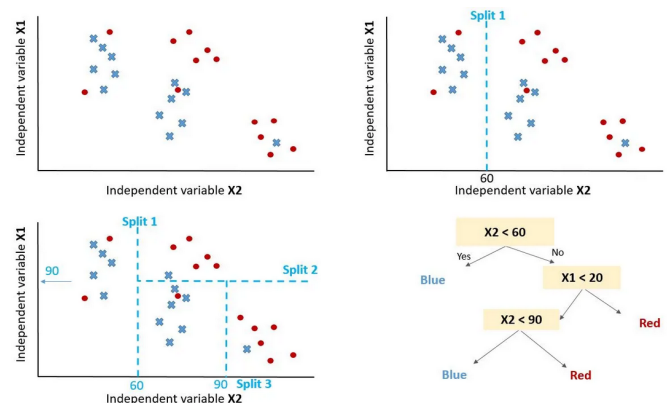 Independent variable X1
Independent variable X2
Independent variable X1
Split 1
60
Independent variable X2
Independent variable X1
Split 1
90
Split 2
60
90
Split 3
Independent variable X2
X2 < 60
Yes
No
Blue
X1 < 20
X2 < 90
Red
Blue
Red